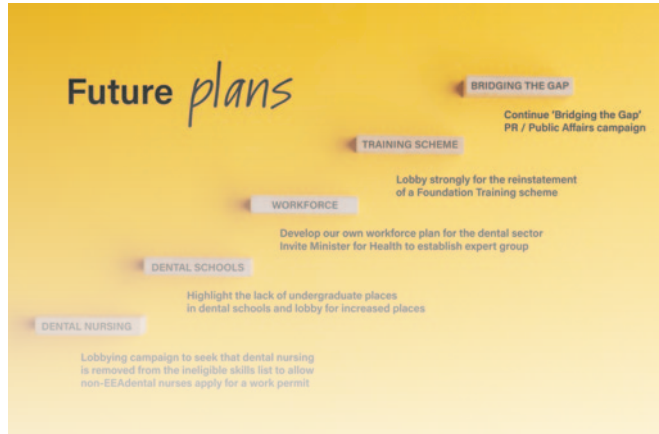 Future plans
BRIDGING THE GAP
Continue 'Bridging the Gap'
PR / Public Affairs campaign
TRAINING SCHEME
Lobby strongly for the reinstatement
of a Foundation Training scheme
WORKFORCE
Develop our own workforce plan for the dental sector
Invite Minister for Health to establish expert group
DENTAL SCHOOLS
Highlight the lack of undergraduate places
in dental schools and lobby for increased places
DENTAL NURSING
Lobbying campaign to seek that dental nursing
is removed from the ineligible skills list to allow
non-EEAdental nurses apply for a work permit